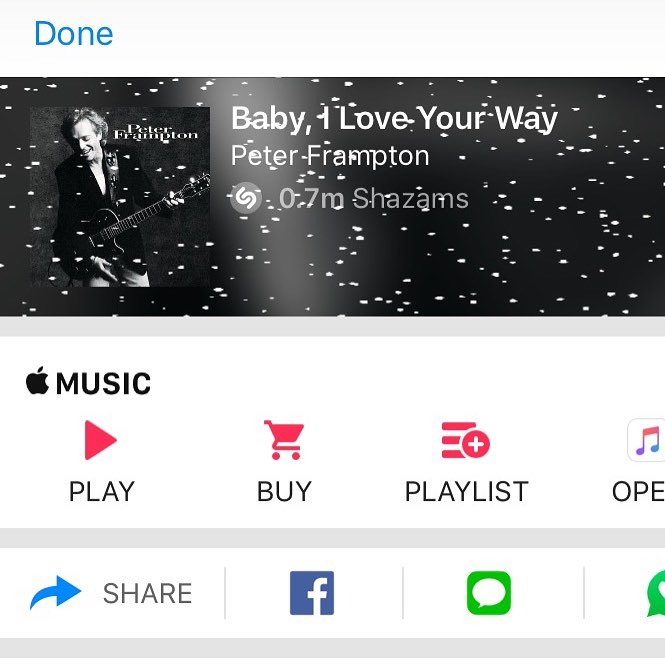 Done
Peter
Frampton
Baby, I Love Your Way
Peter Frampton
0.7m Shazams
MUSIC
PLAY
BUY
PLAYLIST
OPE
SHARE